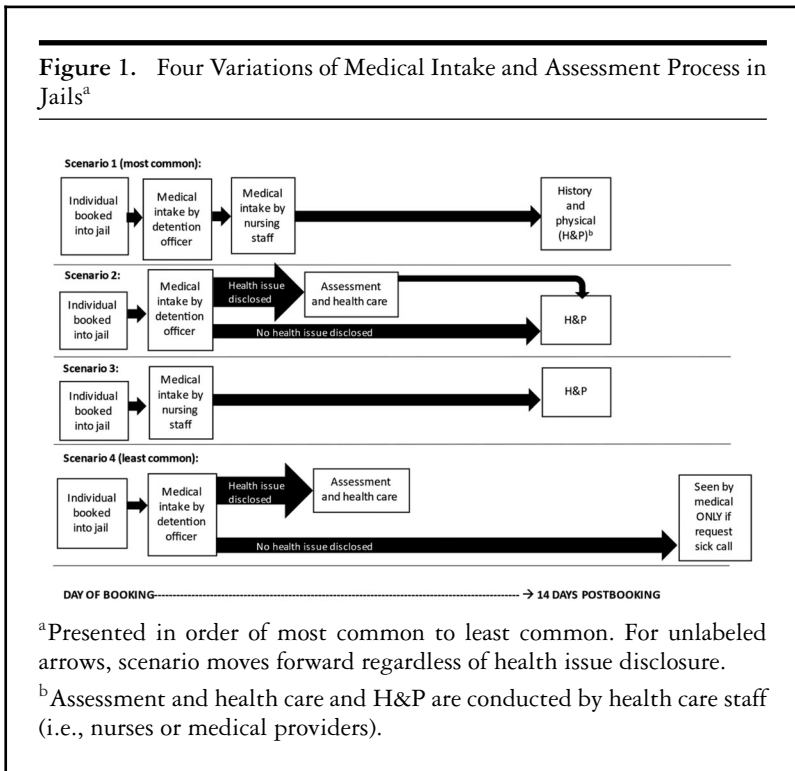 Figure 1. Four Variations of Medical Intake and Assessment Process in
Jailsa
Scenario 1 (most common):
Individual
booked
into jail
Medical
intake by
detention
officer
Medical
intake by
nursing
staff
History
and
physical
(H&P)b
Scenario 2:
Individual
booked
into jail
Medical
intake by
detention
officer
Health issue
disclosed
Assessment
and health care
No health issue disclosed
H&P
Scenario 3:
Individual
booked
into jail
Medical
intake by
nursing
staff
H&P
Scenario 4 (least common):
Individual
booked
into jail
Medical
intake by
detention
officer
Health issue
disclosed
Assessment
and health care
No health issue disclosed
Seen by
medical
ONLY if
request
sick call
DAY OF BOOKING------------------------------------------------------------------------→ 14 DAYS POSTBOOKING
aPresented in order of most common to least common. For unlabeled
arrows, scenario moves forward regardless of health issue disclosure.
bAssessment and health care and H&P are conducted by health care staff
(i.e., nurses or medical providers).